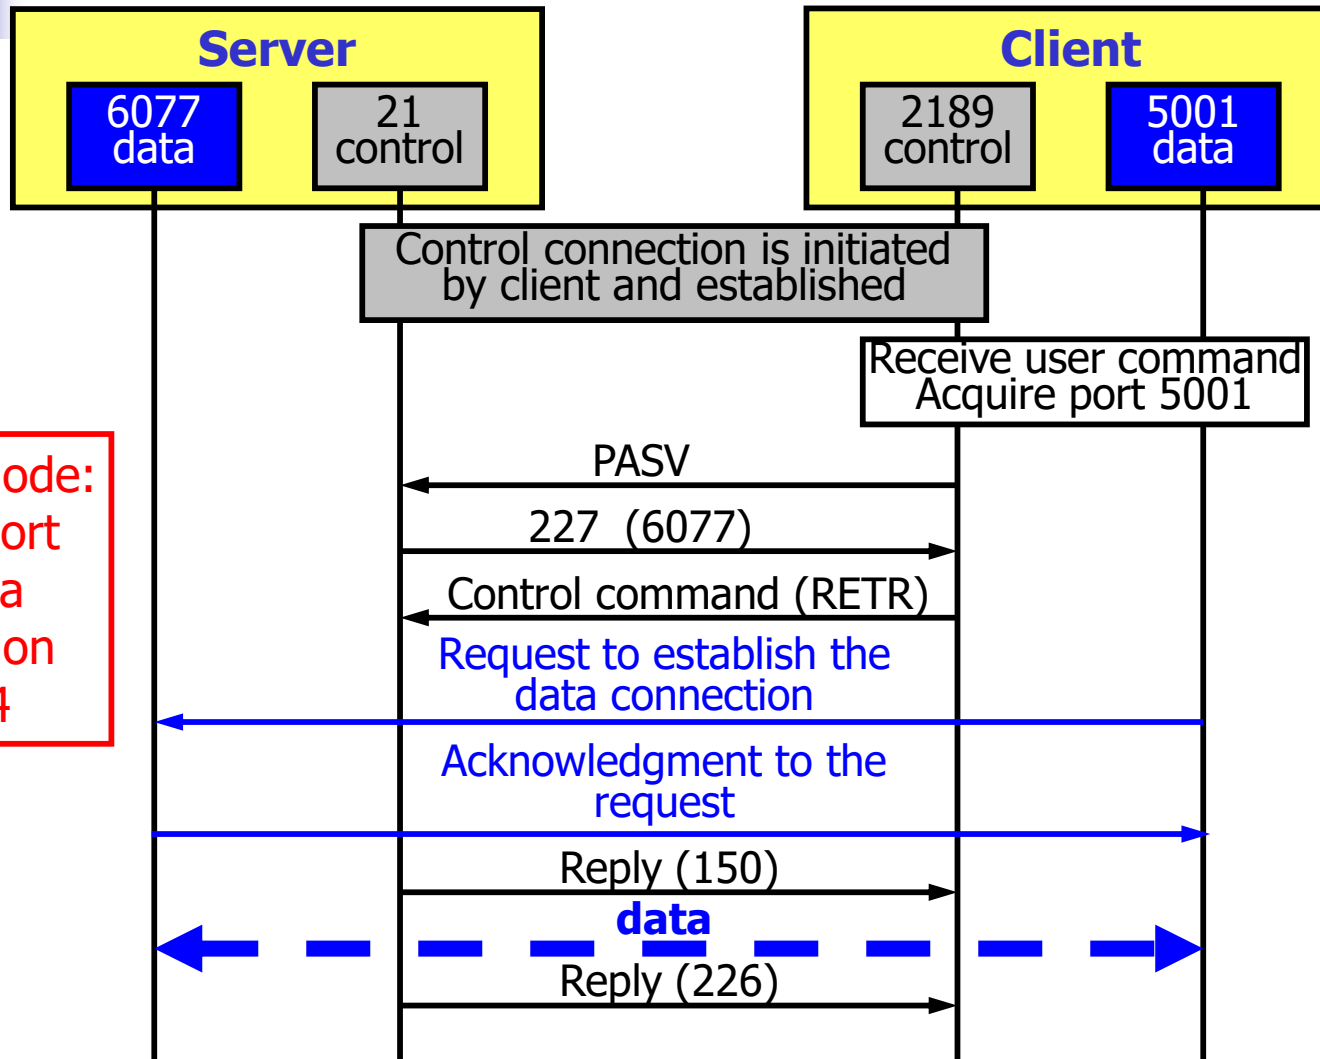 Server
Client
6077
data
21
control
2189
control
5001
data
Control connection is initiated
by client and established
Receive user command
Acquire port 5001
PASV
227 (6077)
Control command (RETR)
Request to establish the
data connection
Acknowledgment to the
request
Reply (150)
data
Reply (226)
ode:
ort
a
on
4